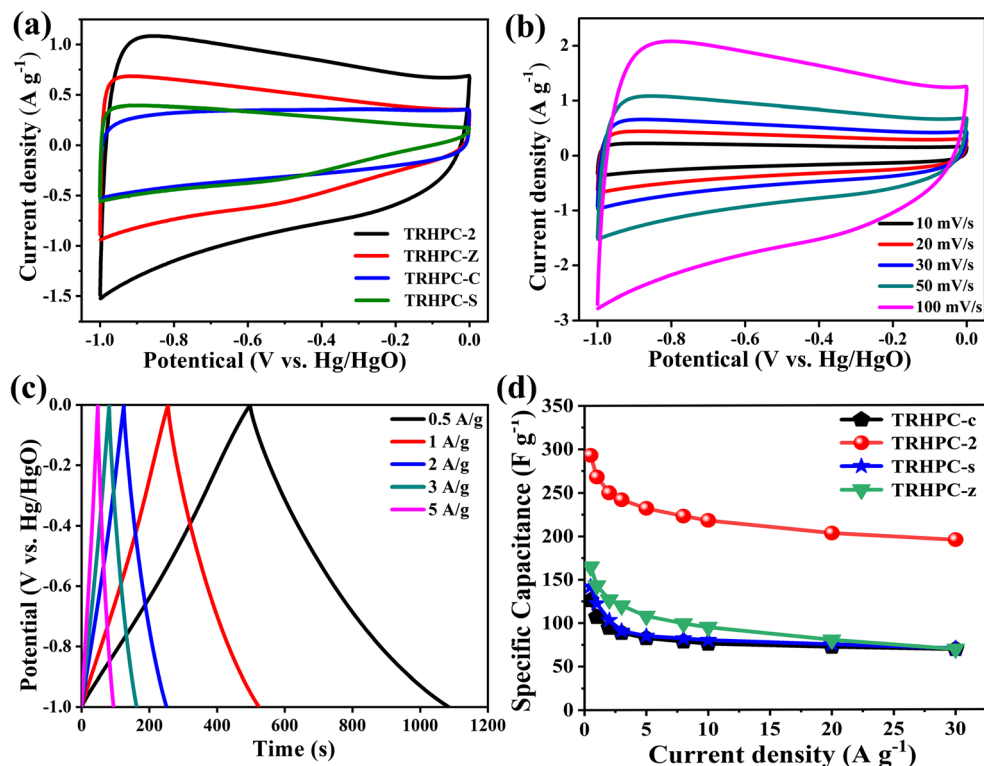 (a)
Current density (A g⁻¹)
1.0
0.5
0.0
-0.5
-1.0
-1.5
TRHPC-2
TRHPC-Z
TRHPC-C
TRHPC-S
-1.0 -0.8 -0.6 -0.4 -0.2 0.0
Potentical (V vs. Hg/HgO)
(b)
Current density (A g⁻¹)
2
1
0
-1
-2
-3
10 mV/s
20 mV/s
30 mV/s
50 mV/s
100 mV/s
-1.0 -0.8 -0.6 -0.4 -0.2 0.0
Potentical (V vs. Hg/HgO)
(c)
Potential (V vs. Hg/HgO)
0.0
-0.2
-0.4
-0.6
-0.8
-1.0
0.5 A/g
1 A/g
2 A/g
3 A/g
5 A/g
0 200 400 600 800 1000 1200
Time (s)
(d)
Specific Capacitance (F g⁻¹)
350
300
250
200
150
100
50
0
TRHPC-c
TRHPC-2
TRHPC-s
TRHPC-z
0 5 10 15 20 25 30
Current density (A g⁻¹)